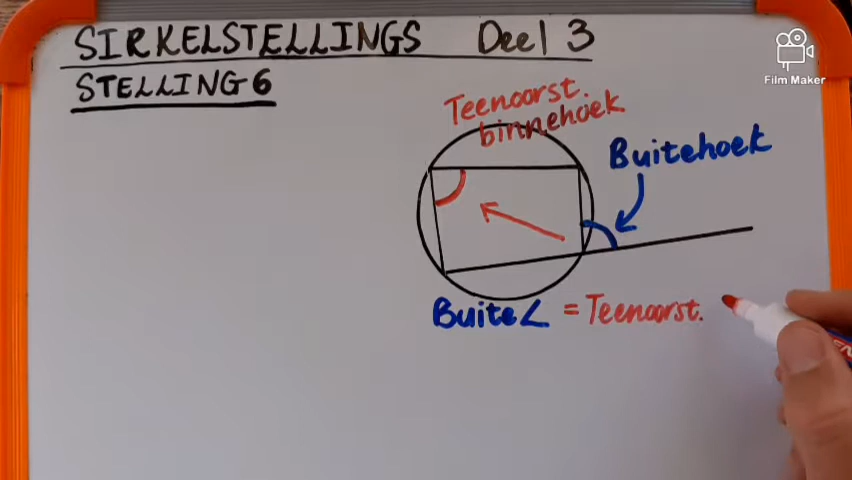 SIRKELSTELLINGS Deel 3
STELLING 6
Film Maker
Teenoorst.
binnehoek
Buitehoek
Buite∠ = Teenoorst.